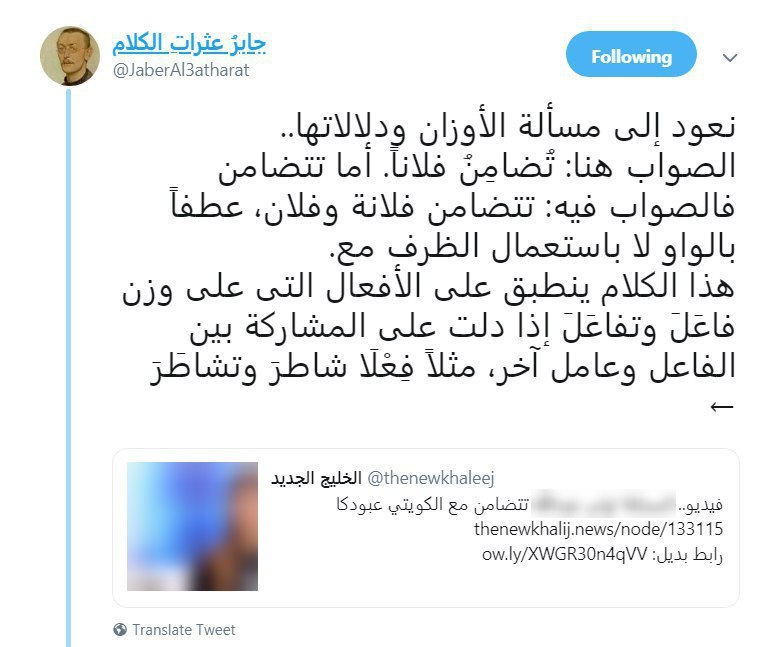 جابرُ عثراتِ الكلام
@JaberAl3atharat
Following
نعود إلى مسألة الأوزان ودلالاتها..
الصواب هنا: تُضامِنُ فلاناً. أما تتضامن
فالصواب فيه: تتضامن فلانة وفلان، عطفاً
بالواو لا باستعمال الظرف مع.
هذا الكلام ينطبق على الأفعال التى على وزن
فاعَلَ وتفاعَلَ إذا دلت على المشاركة بين
الفاعل وعامل آخر، مثلاً فِعْلَا شاطرَ وتشاطَرَ
←
الخليج الجديد @thenewkhaleej
فيديو.. تتضامن مع الكويتي عبودكا
thenewkhalij.news/node/133115
رابط بديل: ow.ly/XWGR30n4qVV
Translate Tweet